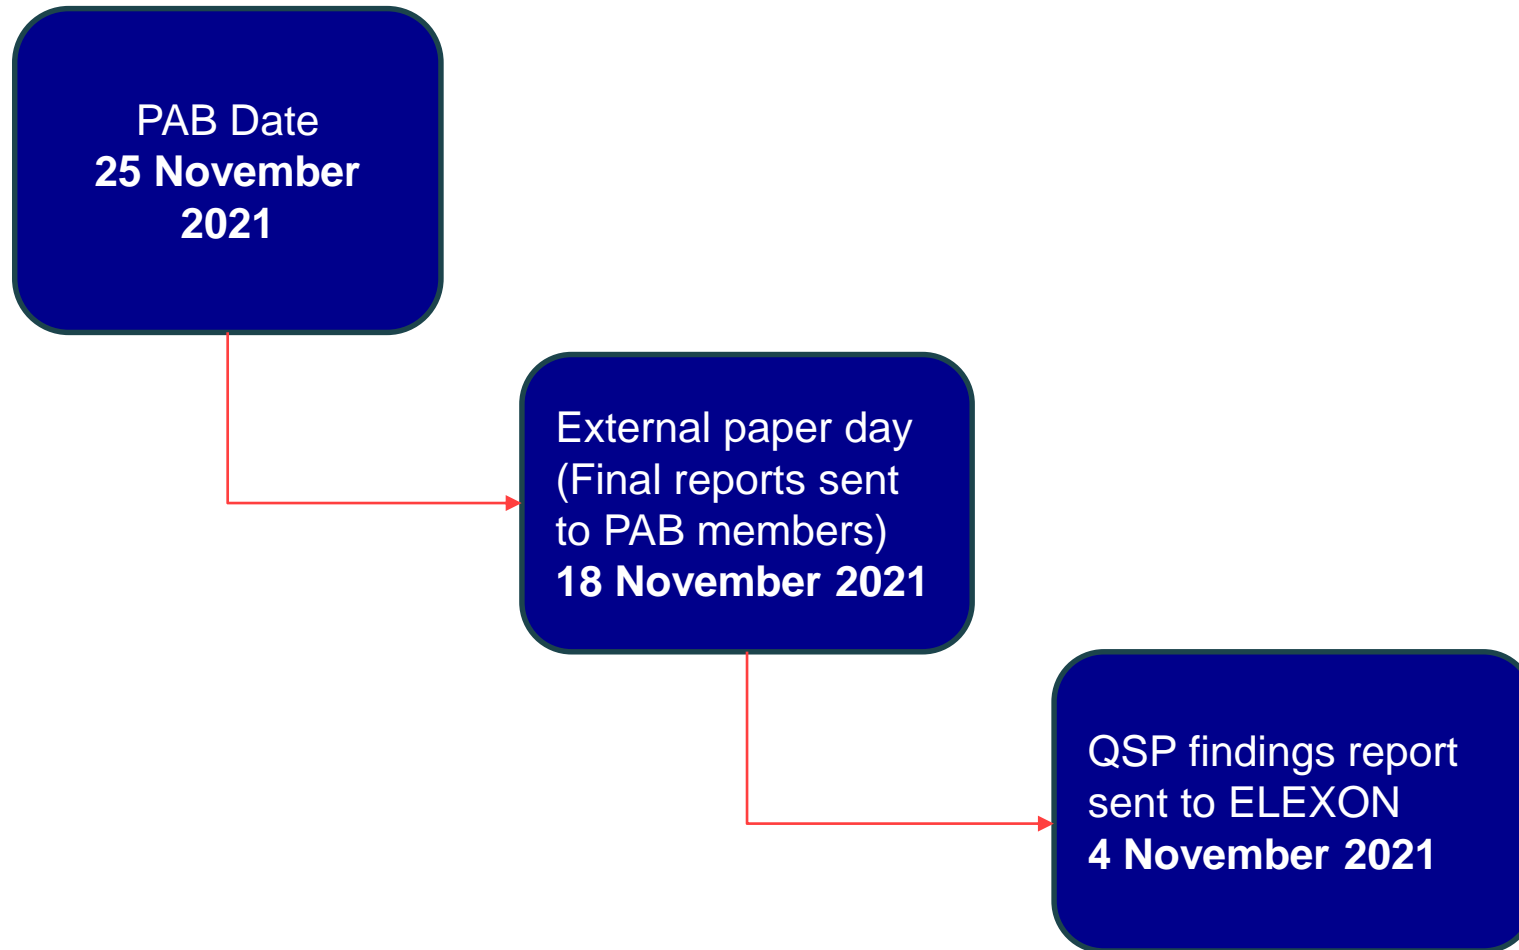 PAB Date
25 November
2021
External paper day
(Final reports sent
to PAB members)
18 November 2021
QSP findings report
sent to ELEXON
4 November 2021